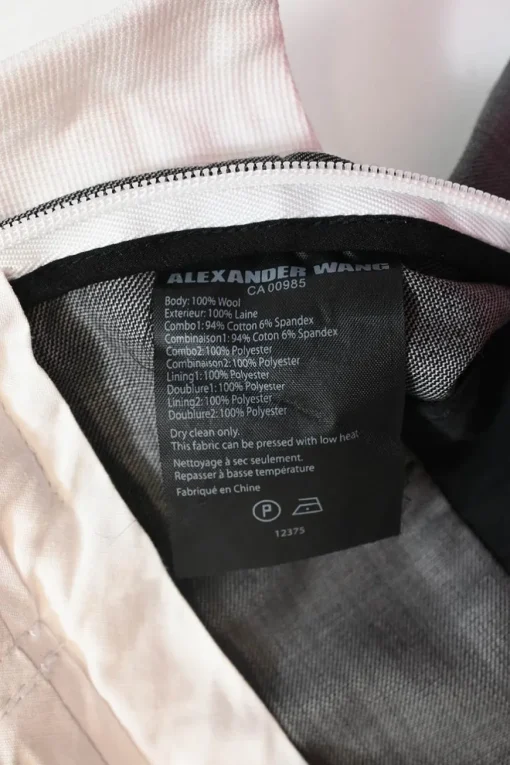 ALEXANDER WANG
CA00985
Body: 100% Wool
Exterieur: 100% Laine
Combo1: 94% Cotton 6% Spandex
Combinaison1: 94% Coton 6% Spandex
Combo2: 100% Polyester
Combinaison2: 100% Polyester
Lining1: 100% Polyester
Doublure1: 100% Polyester
Lining2: 100% Polyester
Doublure2: 100% Polyester
Dry clean only.
This fabric can be pressed with low heat
Nettoyage à sec seulement.
Repasser à basse température
Fabriqué en Chine
P
12375